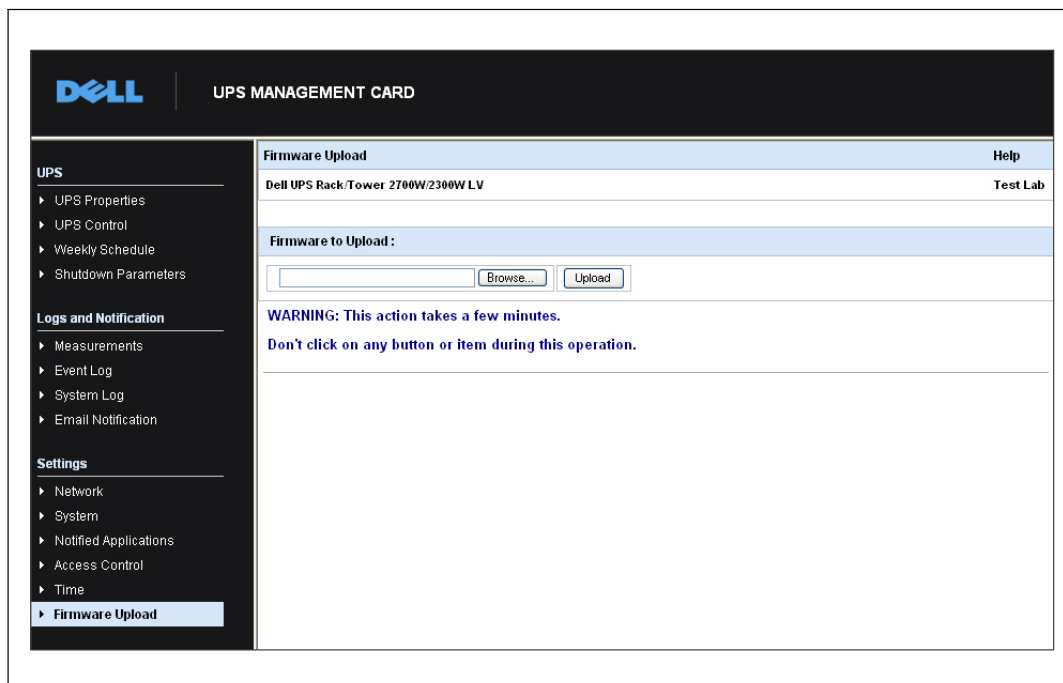 DELL
UPS MANAGEMENT CARD
UPS
UPS Properties
UPS Control
Weekly Schedule
Shutdown Parameters
Logs and Notification
Measurements
Event Log
System Log
Email Notification
Settings
Network
System
Notified Applications
Access Control
Time
Firmware Upload
Firmware Upload Help
Dell UPS Rack/Tower 2700W/2300W LV Test Lab
Firmware to Upload :
Browse... Upload
WARNING: This action takes a few minutes.
Don't click on any button or item during this operation.